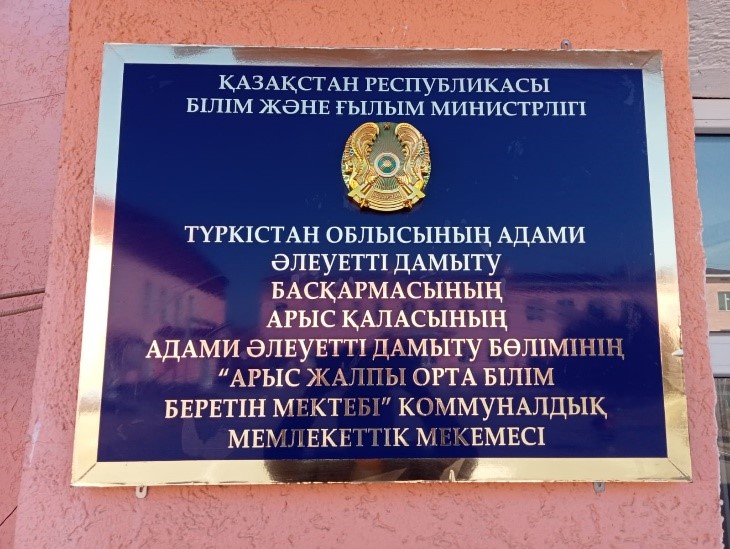 ҚАЗАҚСТАН РЕСПУБЛИКАСЫ
БІЛІМ ЖӘНЕ ҒЫЛЫМ МИНИСТРЛІГІ
ТҮРКІСТАН ОБЛЫСЫНЫҢ АДАМИ
ӘЛЕУЕТТІ ДАМЫТУ
БАСҚАРМАСЫНЫҢ
АРЫС ҚАЛАСЫНЫҢ
АДАМИ ӘЛЕУЕТТІ ДАМЫТУ БӨЛІМІНІҢ
“АРЫС ЖАЛПЫ ОРТА БІЛІМ
БЕРЕТІН МЕКТЕБІ” КОММУНАЛДЫҚ
МЕМЛЕКЕТТІК МЕКЕМЕСІ